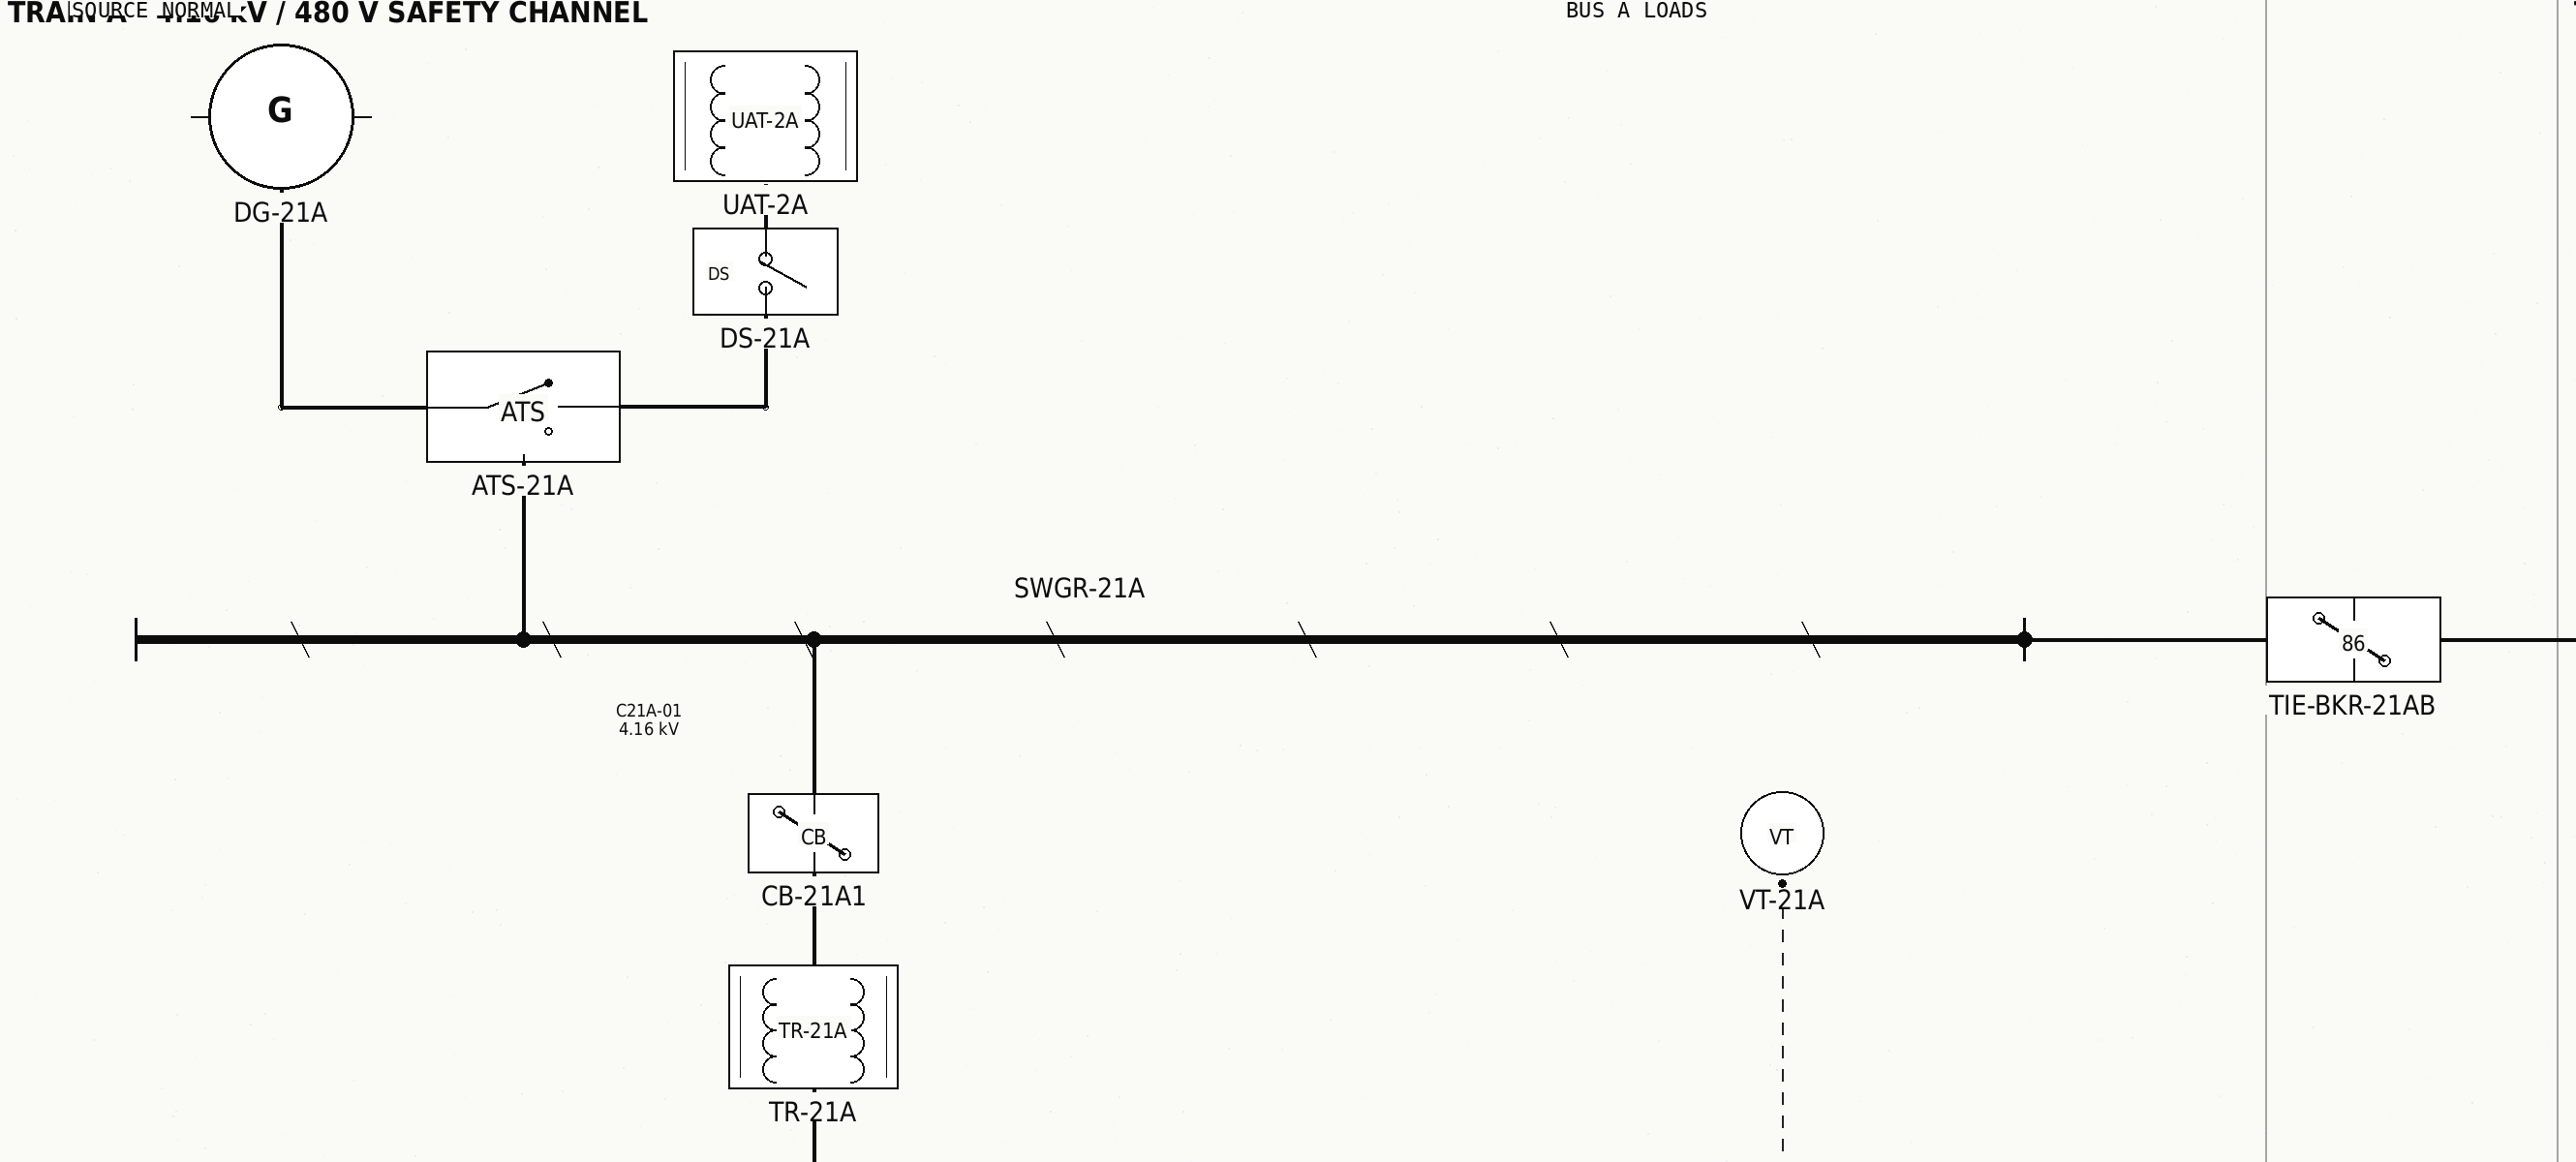 SOURCE NORMAL
kV / 480 V SAFETY CHANNEL
BUS A LOADS
G
UAT-2A
UAT-2A
DG-21A
DS
DS-21A
ATS
ATS-21A
SWGR-21A
86
TIE-BKR-21AB
C21A-01
4.16 kV
CB
CB-21A1
VT
VT-21A
TR-21A
TR-21A